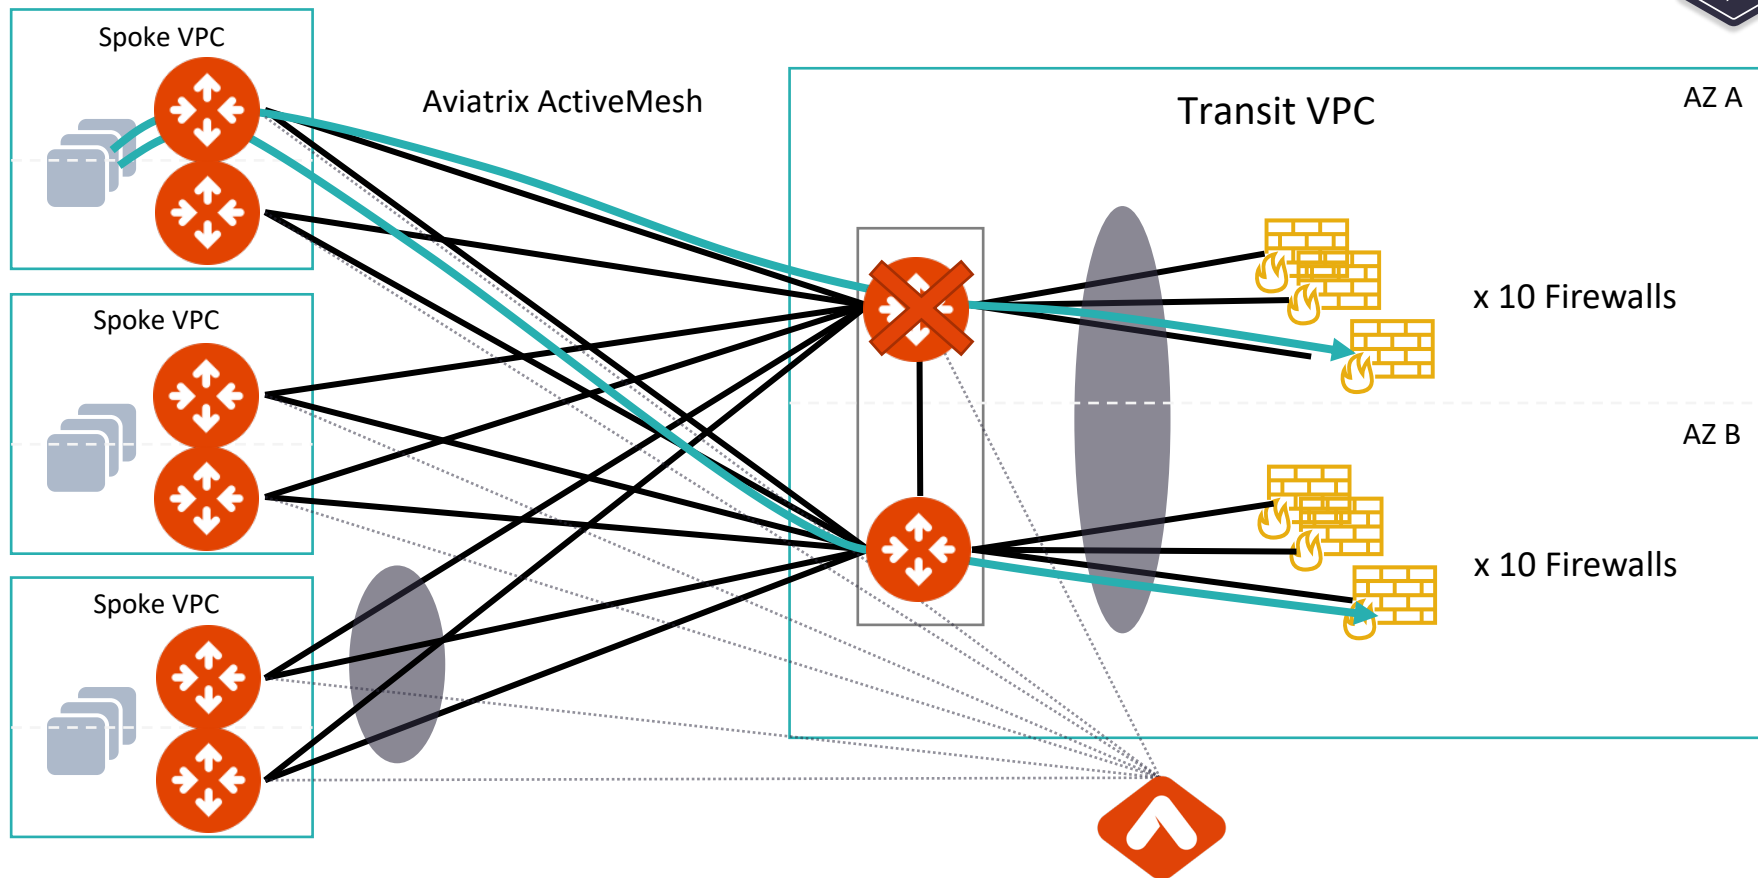 Spoke VPC
Aviatrix ActiveMesh
Transit VPC
AZ A
Spoke VPC
x 10 Firewalls
AZ B
Spoke VPC
x 10 Firewalls